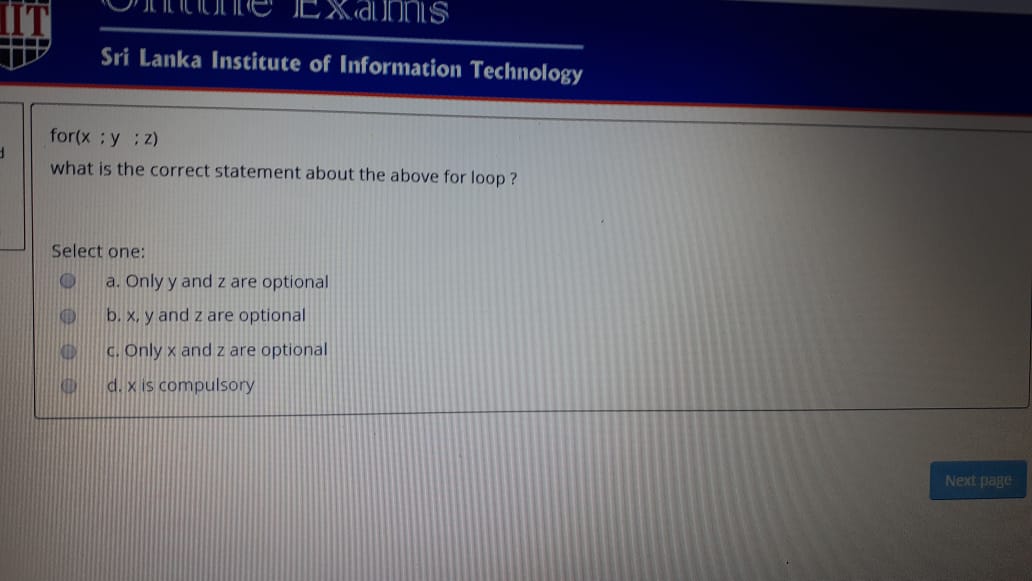 IIT
Online Exams
Sri Lanka Institute of Information Technology
for(x ; y ; z)
what is the correct statement about the above for loop ?
Select one:
a. Only y and z are optional
b. x, y and z are optional
c. Only x and z are optional
d. x is compulsory
Next page